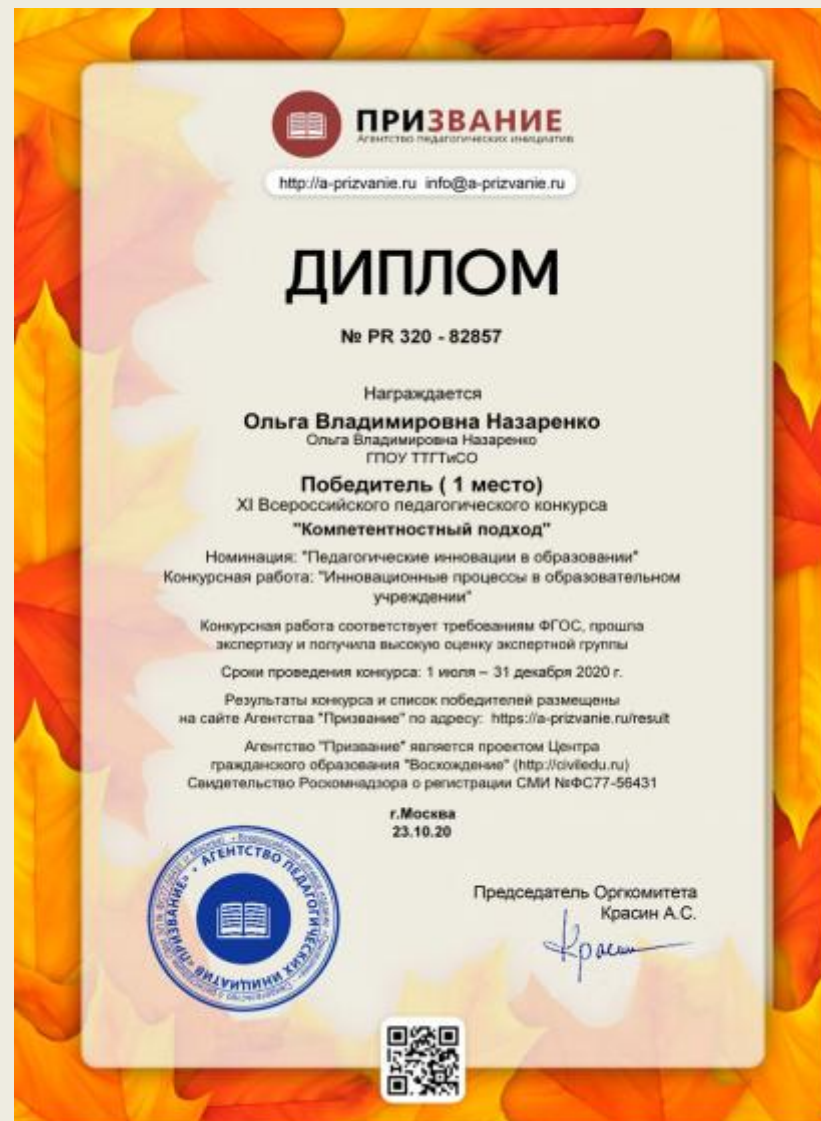 ПРИЗВАНИЕ
Агентство педагогических инициатив
http://a-prizvanie.ru info@a-prizvanie.ru
ДИПЛОМ
№ PR 320 - 82857
Награждается
Ольга Владимировна Назаренко
Ольга Владимировна Назаренко
ГПОУ ТТГТиСО
Победитель ( 1 место)
XI Всероссийского педагогического конкурса
"Компетентностный подход"
Номинация: "Педагогические инновации в образовании"
Конкурсная работа: "Инновационные процессы в образовательном
учреждении"
Конкурсная работа соответствует требованиям ФГОС, прошла
экспертизу и получила высокую оценку экспертной группы
Сроки проведения конкурса: 1 июля – 31 декабря 2020 г.
Результаты конкурса и список победителей размещены
на сайте Агентства "Призвание" по адресу: https://a-prizvanie.ru/result
Агентство "Призвание" является проектом Центра
гражданского образования "Восхождение" (http://civiledu.ru)
Свидетельство Роскомнадзора о регистрации СМИ №ФС77-56431
г.Москва
23.10.20
АГЕНТСТВО ПЕДАГОГИЧЕСКИХ ИНИЦИАТИВ «ПРИЗВАНИЕ»
Председатель Оргкомитета
Красин А.С.
Красин